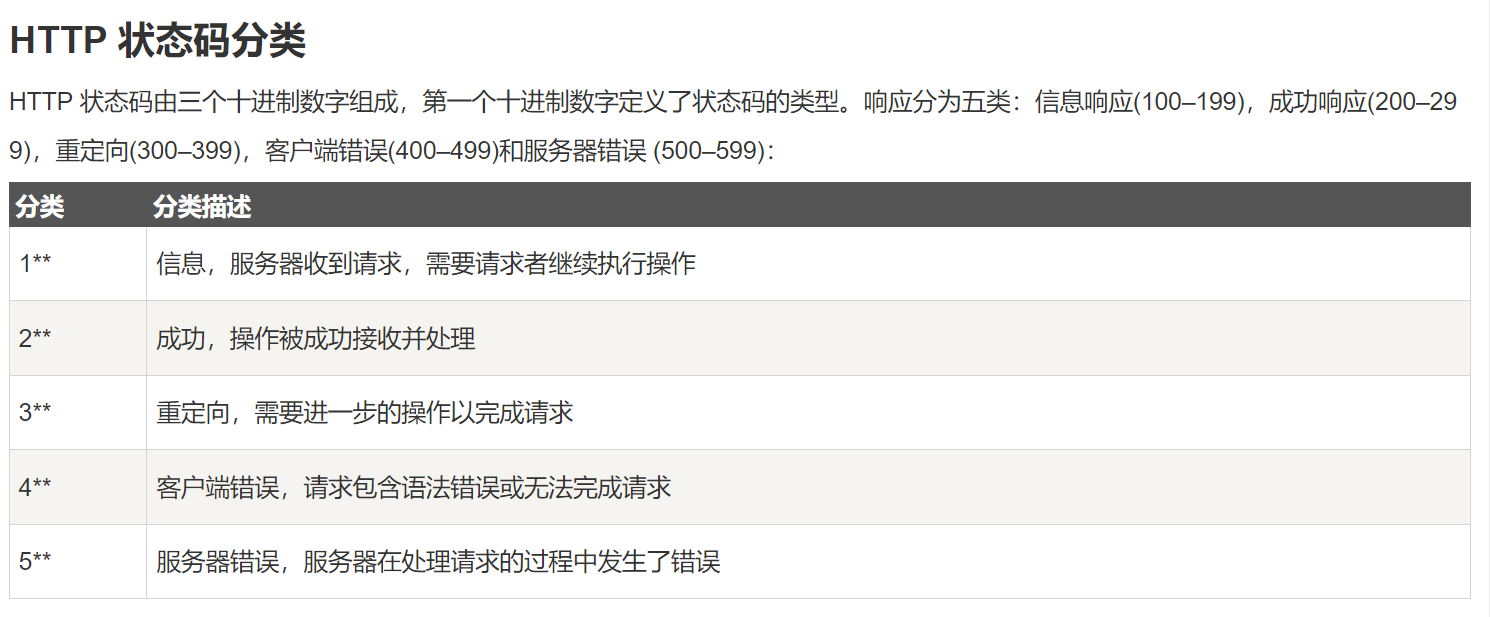 HTTP 状态码分类
HTTP 状态码由三个十进制数字组成，第一个十进制数字定义了状态码的类型。响应分为五类：信息响应(100–199)，成功响应(200–29
9)，重定向(300–399)，客户端错误(400–499)和服务器错误 (500–599)：
分类 分类描述
1** 信息，服务器收到请求，需要请求者继续执行操作
2** 成功，操作被成功接收并处理
3** 重定向，需要进一步的操作以完成请求
4** 客户端错误，请求包含语法错误或无法完成请求
5** 服务器错误，服务器在处理请求的过程中发生了错误